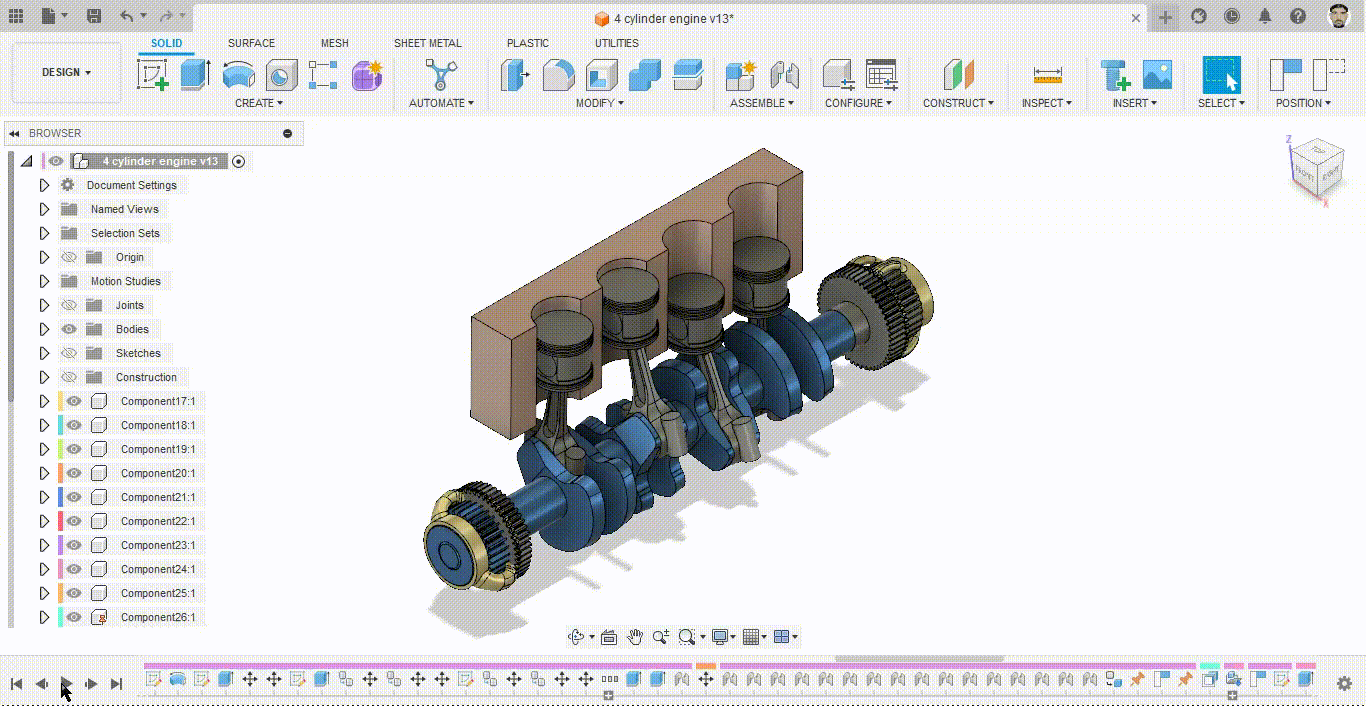 4 cylinder engine v13*
SOLID SURFACE MESH SHEET METAL PLASTIC UTILITIES
DESIGN
CREATE AUTOMATE MODIFY ASSEMBLE CONFIGURE CONSTRUCT INSPECT INSERT SELECT POSITION
BROWSER
4 cylinder engine v13
Document Settings
Named Views
Selection Sets
Origin
Motion Studies
Joints
Bodies
Sketches
Construction
Component17:1
Component18:1
Component19:1
Component20:1
Component21:1
Component22:1
Component23:1
Component24:1
Component25:1
Component26:1
Z
X